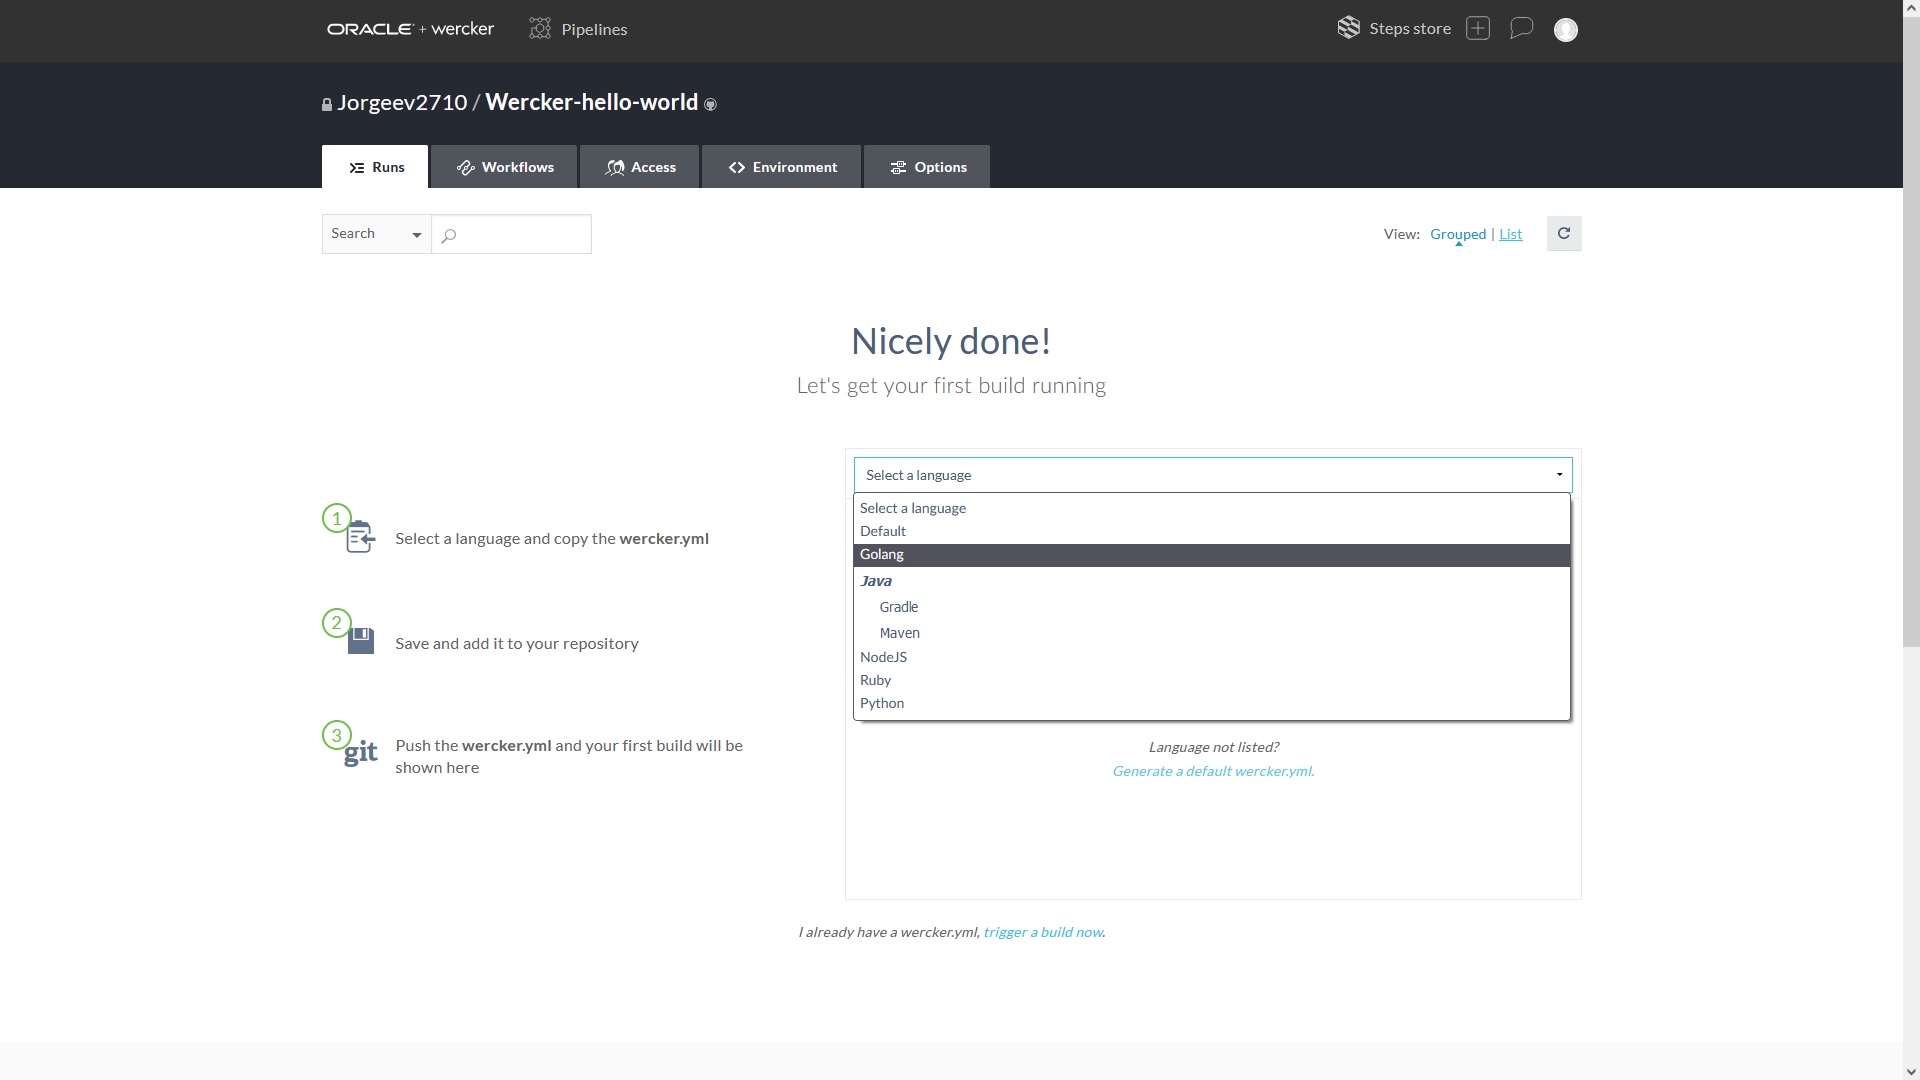 ORACLE + wercker
Pipelines
Steps store
Jorgeev2710 / Wercker-hello-world
Runs
Workflows
Access
Environment
Options
Search
View: Grouped | List
Nicely done!
Let's get your first build running
Select a language
Select a language
Default
Golang
Java
Gradle
Maven
NodeJS
Ruby
Python
1
Select a language and copy the wercker.yml
2
Save and add it to your repository
3
git
Push the wercker.yml and your first build will be
shown here
Language not listed?
Generate a default wercker.yml.
I already have a wercker.yml, trigger a build now.